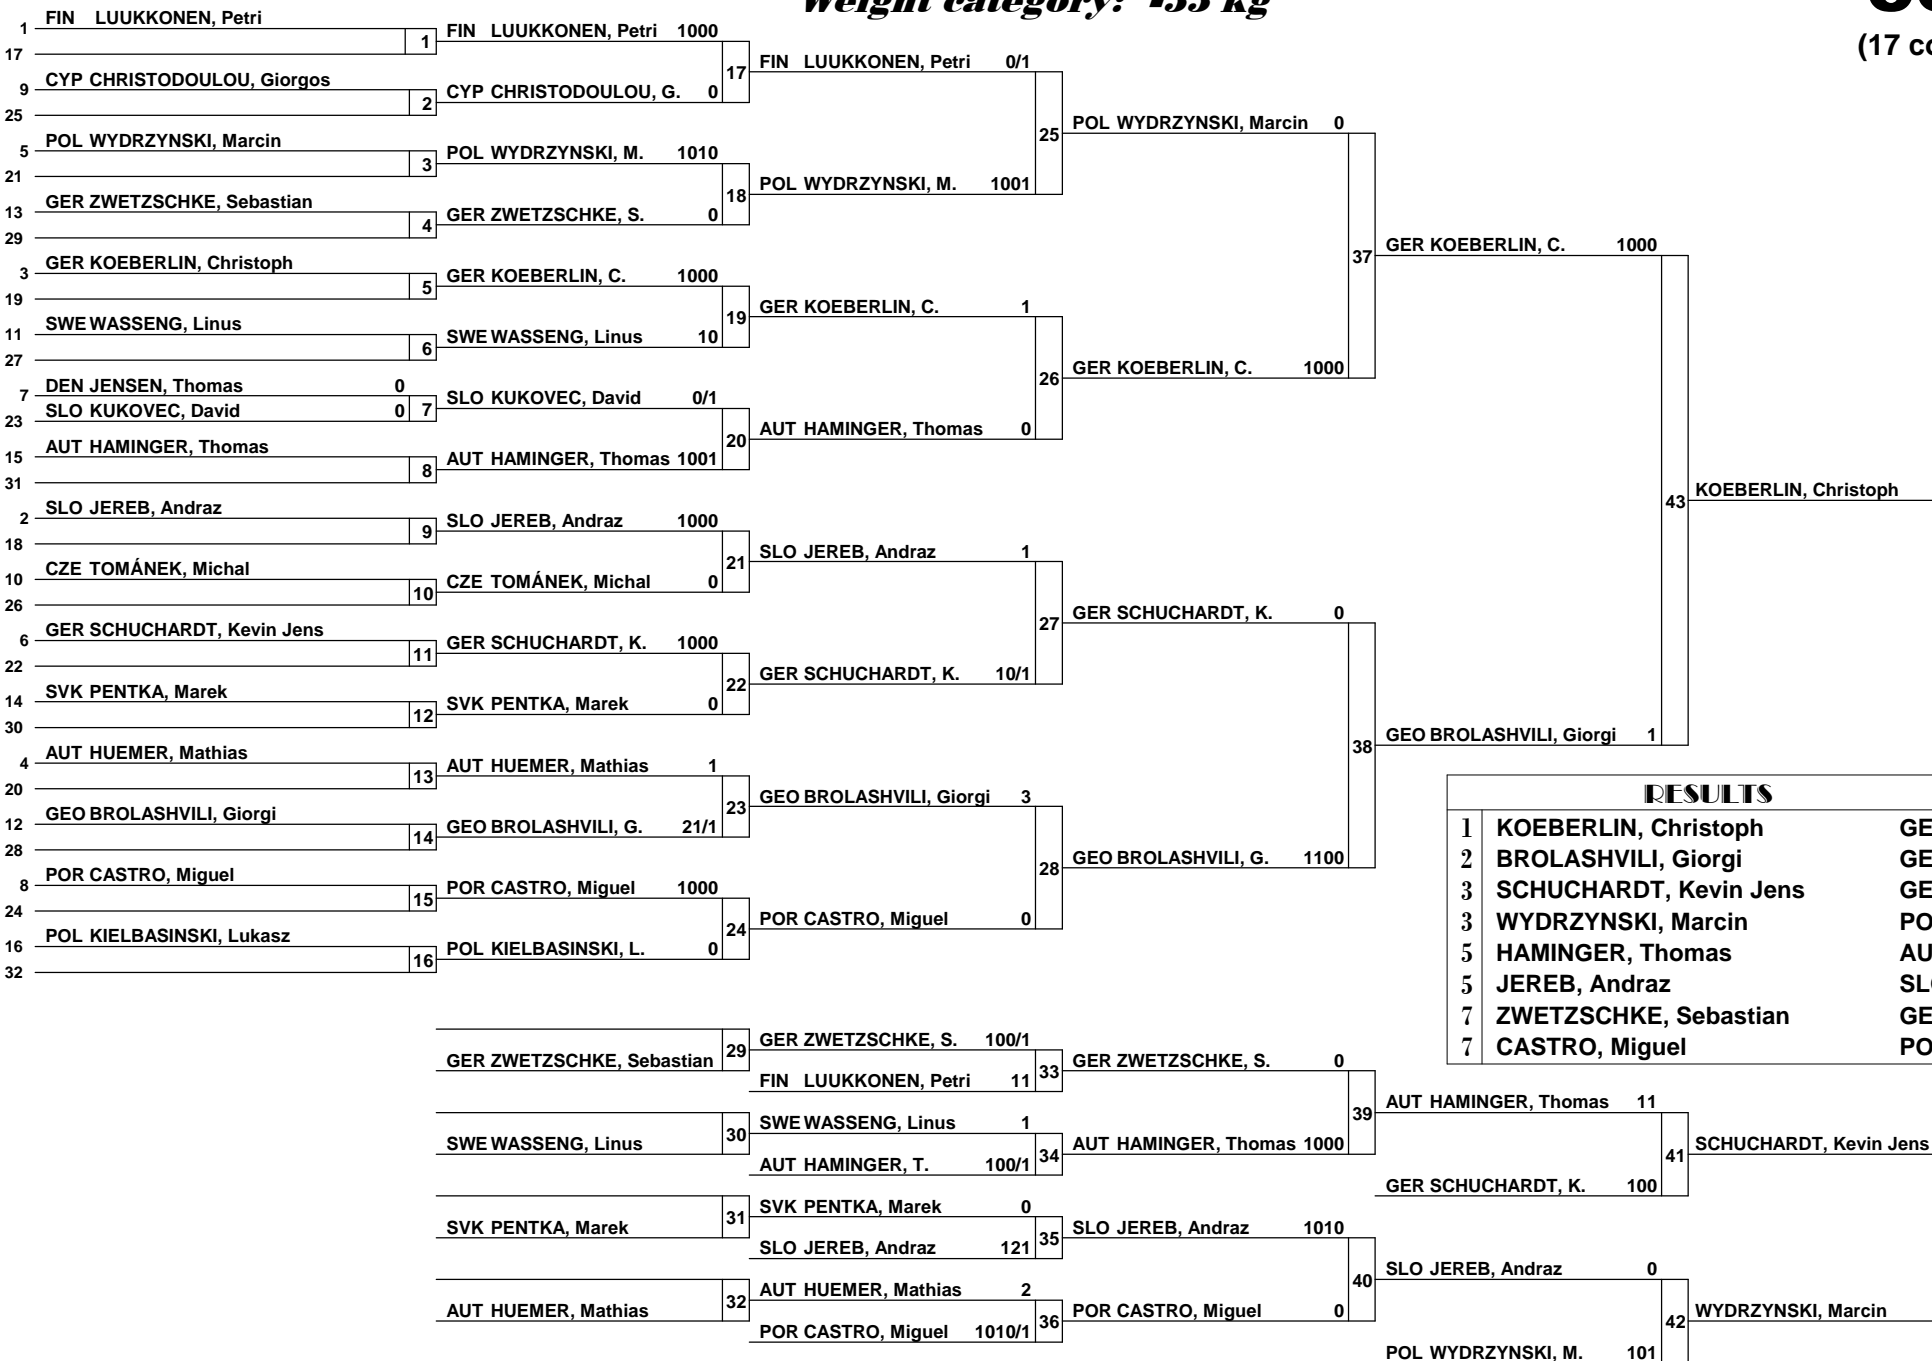 Weight category: -55 kg
(17 co
1 FIN LUUKKONEN, Petri
17
1
9 CYP CHRISTODOULOU, Giorgos
25
2
5 POL WYDRZYNSKI, Marcin
21
3
13 GER ZWETZSCHKE, Sebastian
29
4
3 GER KOEBERLIN, Christoph
19
5
11 SWE WASSENG, Linus
27
6
7 DEN JENSEN, Thomas 0
23 SLO KUKOVEC, David 0
7
15 AUT HAMINGER, Thomas
31
8
2 SLO JEREB, Andraz
18
9
10 CZE TOMÁNEK, Michal
26
10
6 GER SCHUCHARDT, Kevin Jens
22
11
14 SVK PENTKA, Marek
30
12
4 AUT HUEMER, Mathias
20
13
12 GEO BROLASHVILI, Giorgi
28
14
8 POR CASTRO, Miguel
24
15
16 POL KIELBASINSKI, Lukasz
32
16
FIN LUUKKONEN, Petri 1000
17
CYP CHRISTODOULOU, G. 0
POL WYDRZYNSKI, M. 1010
18
GER ZWETZSCHKE, S. 0
GER KOEBERLIN, C. 1000
19
SWE WASSENG, Linus 10
SLO KUKOVEC, David 0/1
20
AUT HAMINGER, Thomas 1001
SLO JEREB, Andraz 1000
21
CZE TOMÁNEK, Michal 0
GER SCHUCHARDT, K. 1000
22
SVK PENTKA, Marek 0
AUT HUEMER, Mathias 1
23
GEO BROLASHVILI, G. 21/1
POR CASTRO, Miguel 1000
24
POL KIELBASINSKI, L. 0
FIN LUUKKONEN, Petri 0/1
25
POL WYDRZYNSKI, M. 1001
GER KOEBERLIN, C. 1
26
AUT HAMINGER, Thomas 0
SLO JEREB, Andraz 1
27
GER SCHUCHARDT, K. 10/1
GEO BROLASHVILI, Giorgi 3
28
POR CASTRO, Miguel 0
POL WYDRZYNSKI, Marcin 0
37
GER KOEBERLIN, C. 1000
GER SCHUCHARDT, K. 0
38
GEO BROLASHVILI, G. 1100
GER KOEBERLIN, C. 1000
43
GEO BROLASHVILI, Giorgi 1
KOEBERLIN, Christoph
RESULTS
1 KOEBERLIN, Christoph GE
2 BROLASHVILI, Giorgi GE
3 SCHUCHARDT, Kevin Jens GE
3 WYDRZYNSKI, Marcin PO
5 HAMINGER, Thomas AU
5 JEREB, Andraz SL
7 ZWETZSCHKE, Sebastian GE
7 CASTRO, Miguel PO
GER ZWETZSCHKE, Sebastian
29
SWE WASSENG, Linus
30
SVK PENTKA, Marek
31
AUT HUEMER, Mathias
32
GER ZWETZSCHKE, S. 100/1
33
FIN LUUKKONEN, Petri 11
SWE WASSENG, Linus 1
34
AUT HAMINGER, T. 100/1
SVK PENTKA, Marek 0
35
SLO JEREB, Andraz 121
AUT HUEMER, Mathias 2
36
POR CASTRO, Miguel 1010/1
GER ZWETZSCHKE, S. 0
39
AUT HAMINGER, Thomas 1000
SLO JEREB, Andraz 1010
40
POR CASTRO, Miguel 0
AUT HAMINGER, Thomas 11
41
GER SCHUCHARDT, K. 100
SLO JEREB, Andraz 0
42
POL WYDRZYNSKI, M. 101
SCHUCHARDT, Kevin Jens
WYDRZYNSKI, Marcin